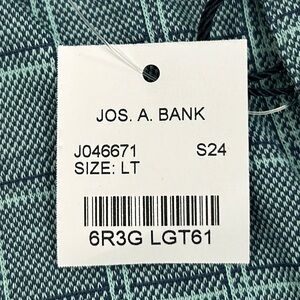 JOS. A. BANK
J046671 S24
SIZE: LT
6R3G LGT61